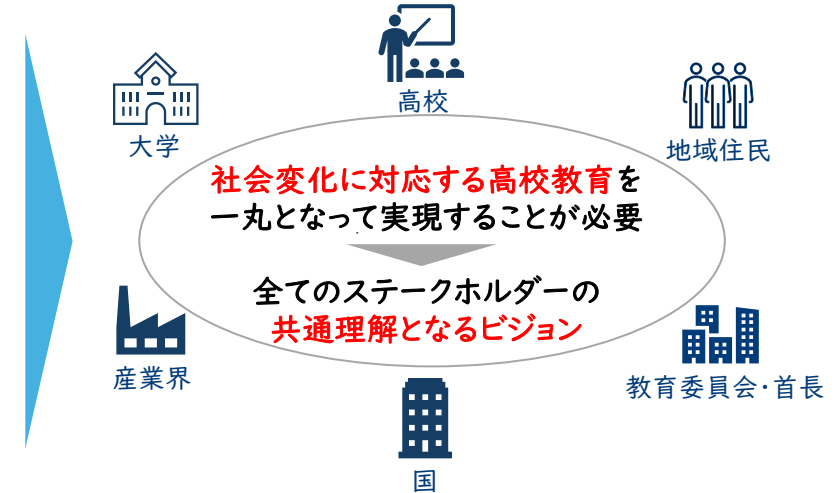 高校
大学
地域住民
社会変化に対応する高校教育を
一丸となって実現することが必要
全てのステークホルダーの
共通理解となるビジョン
産業界
教育委員会・首長
国